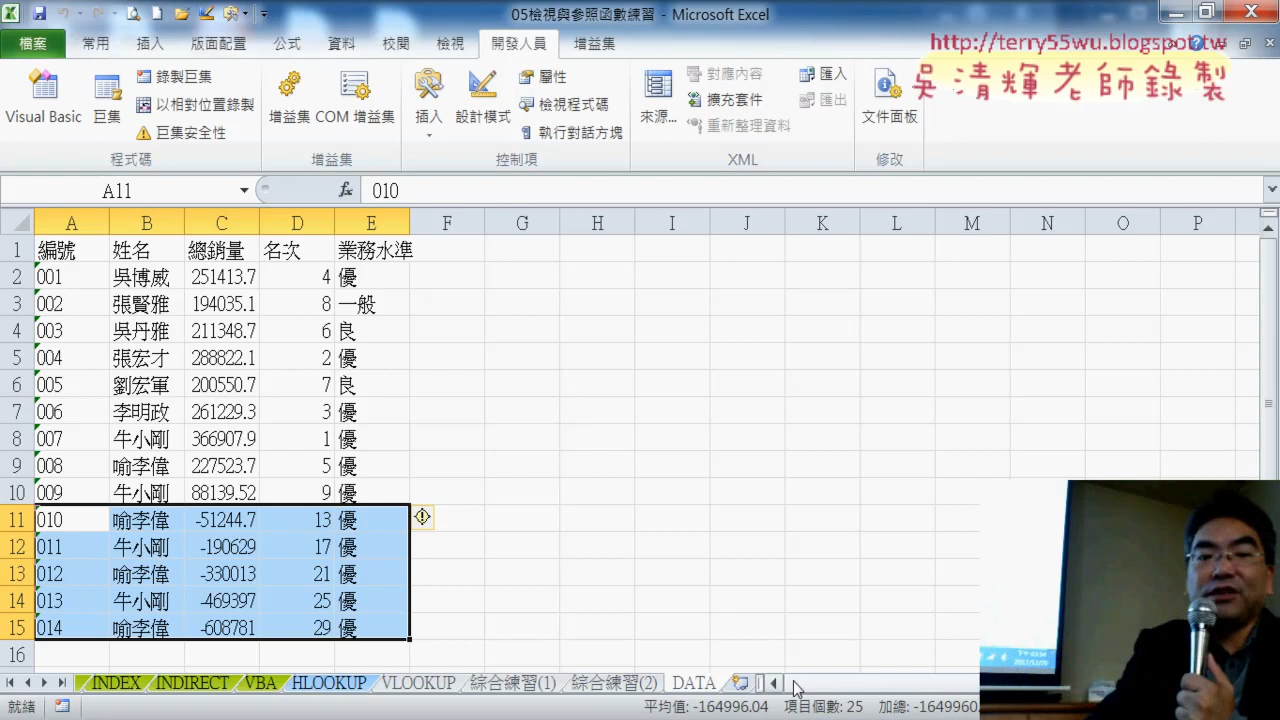 05檢視與參照函數練習 - Microsoft Excel
檔案 常用 插入 版面配置 公式 資料 校閱 檢視 開發人員 增益集
http://terry55wu.blogspot.tw
吳清輝老師錄製
Visual Basic 巨集 錄製巨集 以相對位置錄製 巨集安全性
增益集 COM 增益集
插入 設計模式 屬性 檢視程式碼 執行對話方塊
來源... 對應內容 擴充套件 重新整理資料 匯入 匯出
文件面板
程式碼 增益集 控制項 XML 修改
A11 fx 010
A B C D E F G H I J K L M N O P
1 編號 姓名 總銷量 名次 業務水準
2 001 吳博威 251413.7 4 優
3 002 張賢雅 194035.1 8 一般
4 003 吳丹雅 211348.7 6 良
5 004 張宏才 288822.1 2 優
6 005 劉宏軍 200550.7 7 良
7 006 李明政 261229.3 3 優
8 007 牛小剛 366907.9 1 優
9 008 喻李偉 227523.7 5 優
10 009 牛小剛 88139.52 9 優
11 010 喻李偉 -51244.7 13 優
12 011 牛小剛 -190629 17 優
13 012 喻李偉 -330013 21 優
14 013 牛小剛 -469397 25 優
15 014 喻李偉 -608781 29 優
16
INDEX INDIRECT VBA HLOOKUP VLOOKUP 綜合練習(1) 綜合練習(2) DATA
就緒 平均值: -164996.04 項目個數: 25 加總: -1649960.